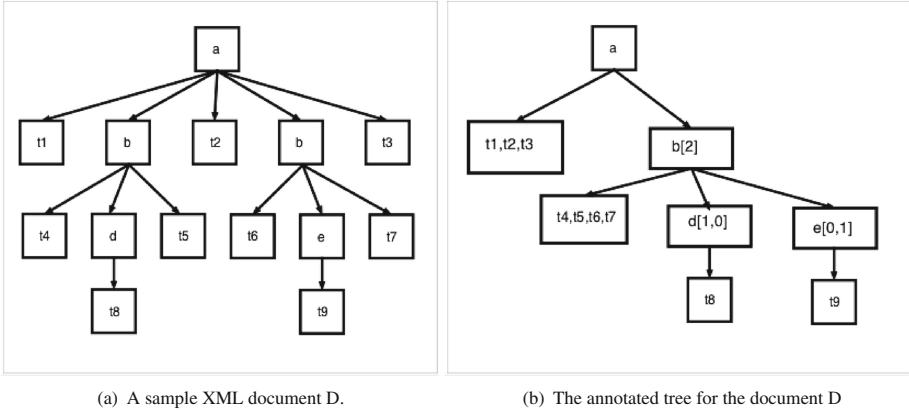 a
t1 b t2 b t3
t4 d t5 t6 e t7
t8 t9
(a) A sample XML document D.
a
t1,t2,t3 b[2]
t4,t5,t6,t7 d[1,0] e[0,1]
t8 t9
(b) The annotated tree for the document D